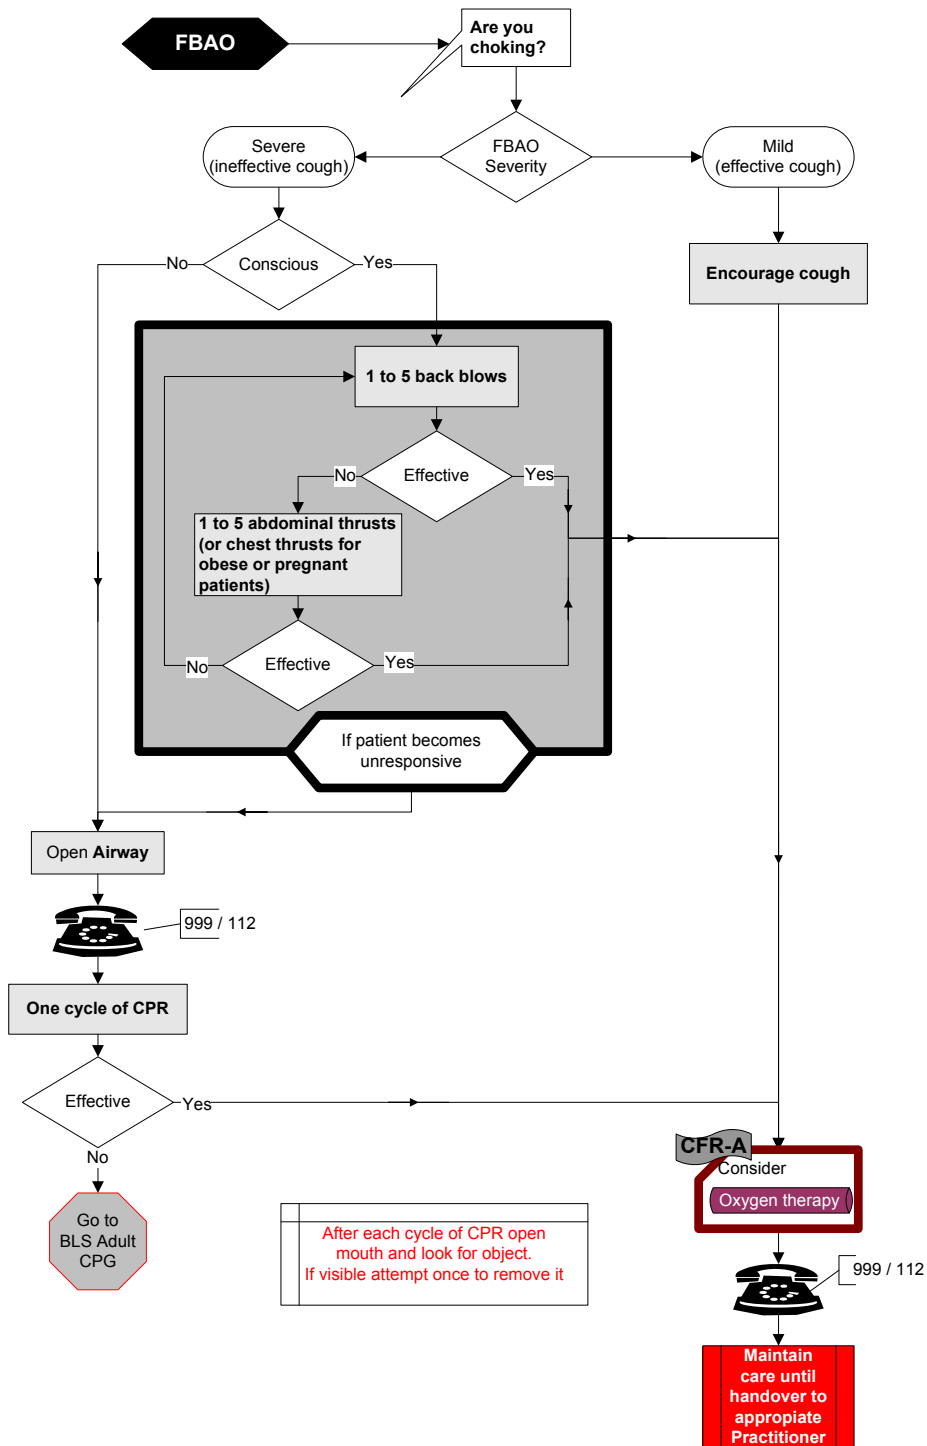 FBAO
Are you
choking?
Severe
(ineffective cough)
FBAO
Severity
Mild
(effective cough)
No
Conscious
Yes
Encourage cough
1 to 5 back blows
No
Effective
Yes
1 to 5 abdominal thrusts
(or chest thrusts for
obese or pregnant
patients)
No
Effective
Yes
If patient becomes
unresponsive
Open Airway
999 / 112
One cycle of CPR
Effective
Yes
No
Go to
BLS Adult
CPG
After each cycle of CPR open
mouth and look for object.
If visible attempt once to remove it
CFR-A
Consider
Oxygen therapy
999 / 112
Maintain
care until
handover to
appropiate
Practitioner